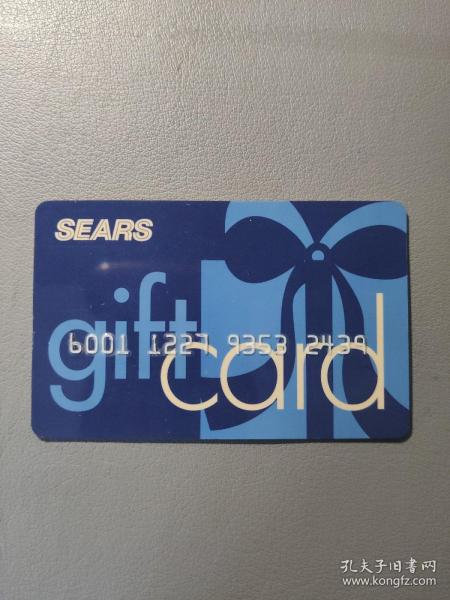 SEARS
gift
6001 1227 9353 2439
card
孔夫子旧书网
www.kongfz.com